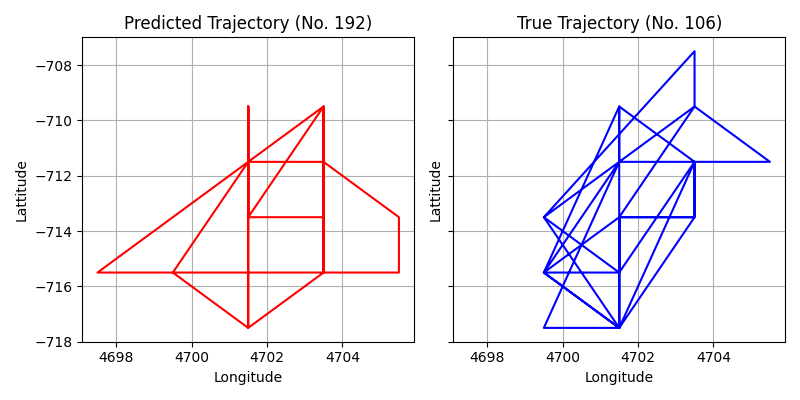 Predicted Trajectory (No. 192)
True Trajectory (No. 106)
−708
−710
−712
−714
−716
−718
Lattitude
Lattitude
4698 4700 4702 4704
4698 4700 4702 4704
Longitude
Longitude